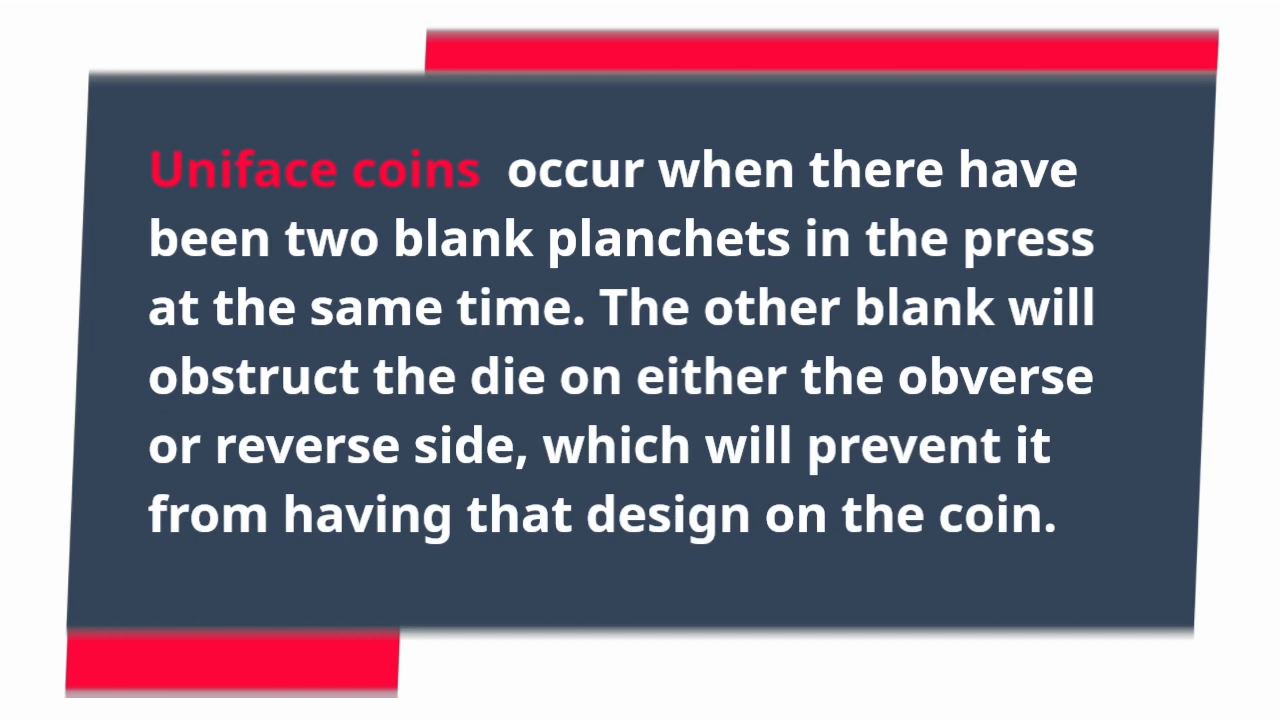 Uniface coins occur when there have
been two blank planchets in the press
at the same time. The other blank will
obstruct the die on either the obverse
or reverse side, which will prevent it
from having that design on the coin.